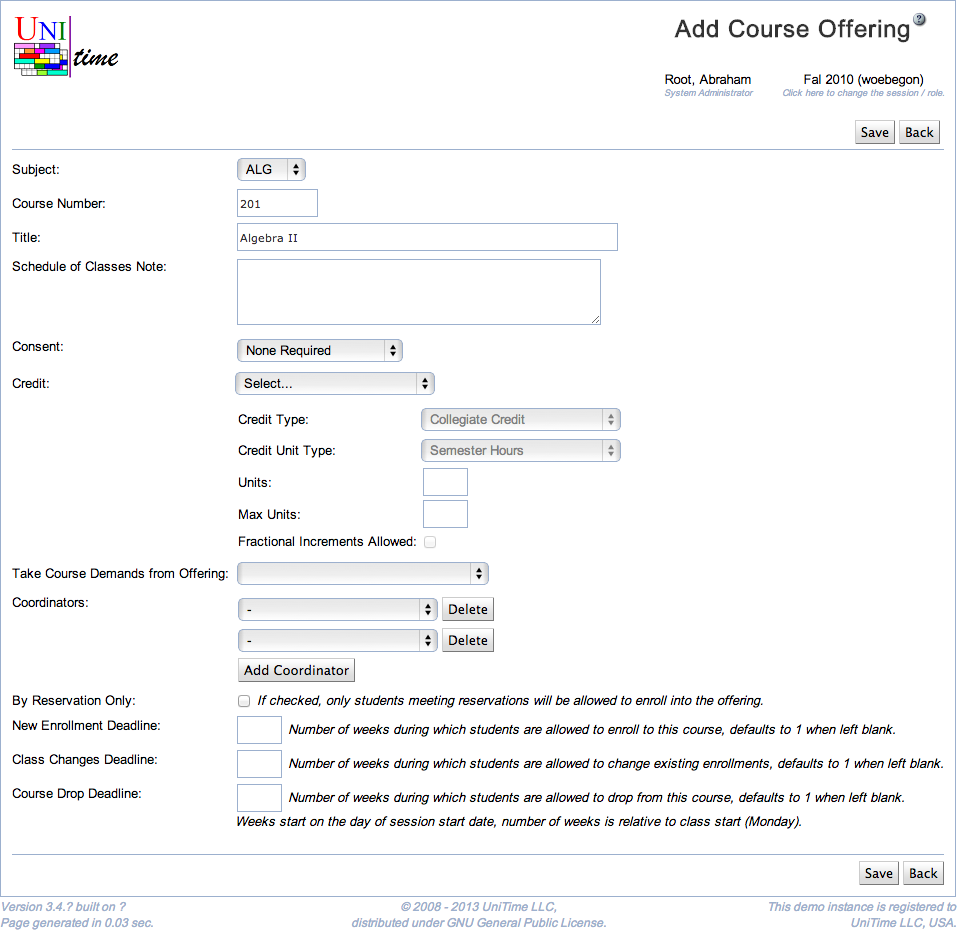 UNI
time
Add Course Offering ?
Root, Abraham Fal 2010 (woebegon)
System Administrator Click here to change the session / role.
Save Back
Subject: ALG
Course Number: 201
Title: Algebra II
Schedule of Classes Note:
Consent: None Required
Credit: Select...
Credit Type: Collegiate Credit
Credit Unit Type: Semester Hours
Units:
Max Units:
Fractional Increments Allowed:
Take Course Demands from Offering:
Coordinators: - Delete
- Delete
Add Coordinator
By Reservation Only: If checked, only students meeting reservations will be allowed to enroll into the offering.
New Enrollment Deadline: Number of weeks during which students are allowed to enroll to this course, defaults to 1 when left blank.
Class Changes Deadline: Number of weeks during which students are allowed to change existing enrollments, defaults to 1 when left blank.
Course Drop Deadline: Number of weeks during which students are allowed to drop from this course, defaults to 1 when left blank.
Weeks start on the day of session start date, number of weeks is relative to class start (Monday).
Save Back
Version 3.4.? built on ? © 2008 - 2013 UniTime LLC, This demo instance is registered to
Page generated in 0.03 sec. distributed under GNU General Public License. UniTime LLC, USA.